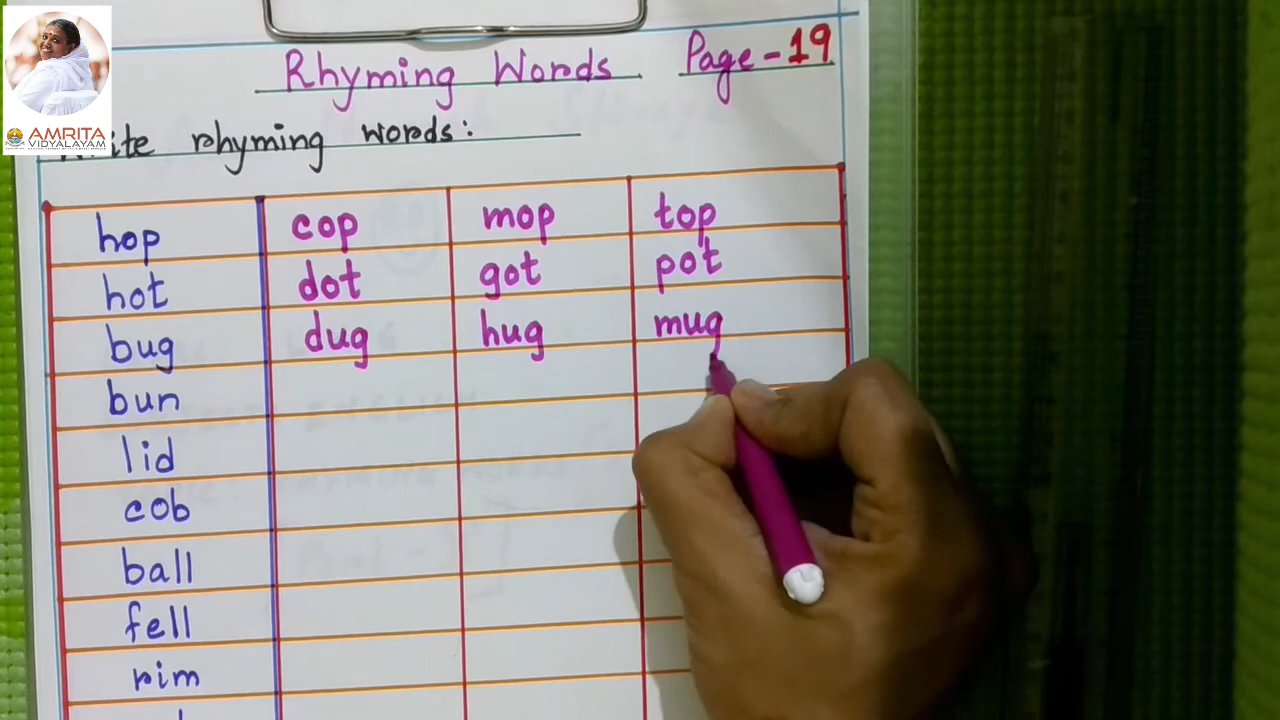 Rhyming Words Page-19
AMRITA
VIDYALAYAM
rhyming words:
hop cop mop top
hot dot got pot
bug dug hug mug
bun
lid
cob
ball
fell
rim